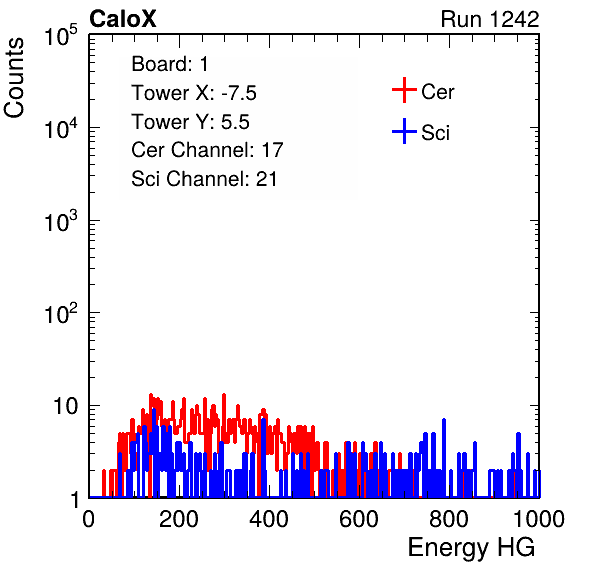 CaloX Run 1242
Counts
10^5
10^4
10^3
10^2
10
1
Board: 1
Tower X: -7.5
Tower Y: 5.5
Cer Channel: 17
Sci Channel: 21
Cer
Sci
0 200 400 600 800 1000
Energy HG